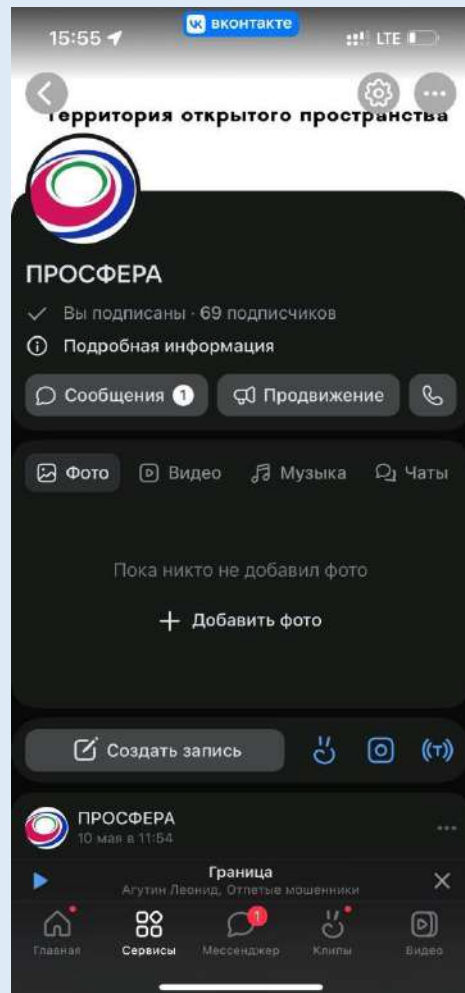 вконтакте
15:55
LTE
Территория открытого пространства
ПРОСФЕРА
Вы подписаны · 69 подписчиков
Подробная информация
Сообщения 1
Продвижение
Фото
Видео
Музыка
Чаты
Пока никто не добавил фото
+ Добавить фото
Создать запись
((т))
ПРОСФЕРА
10 мая в 11:54
Граница
Агутин Леонид, Отпетые мошенники
1
Главная
Сервисы
Мессенджер
Клипы
Видео